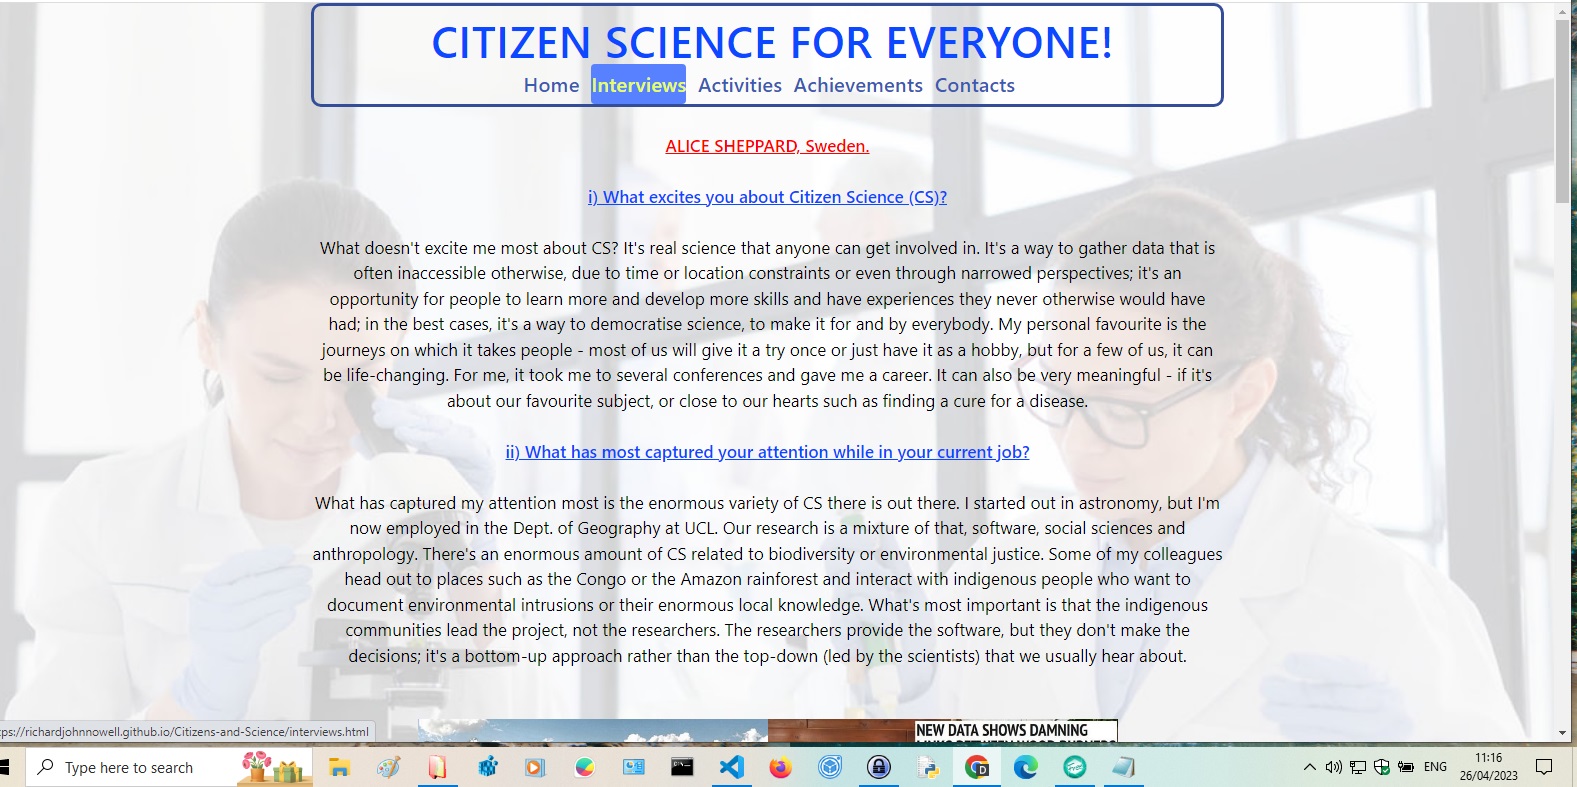 CITIZEN SCIENCE FOR EVERYONE!
Home Interviews Activities Achievements Contacts
ALICE SHEPPARD, Sweden.
i) What excites you about Citizen Science (CS)?
What doesn't excite me most about CS? It's real science that anyone can get involved in. It's a way to gather data that is
often inaccessible otherwise, due to time or location constraints or even through narrowed perspectives; it's an
opportunity for people to learn more and develop more skills and have experiences they never otherwise would have
had; in the best cases, it's a way to democratise science, to make it for and by everybody. My personal favourite is the
journeys on which it takes people - most of us will give it a try once or just have it as a hobby, but for a few of us, it can
be life-changing. For me, it took me to several conferences and gave me a career. It can also be very meaningful - if it's
about our favourite subject, or close to our hearts such as finding a cure for a disease.
ii) What has most captured your attention while in your current job?
What has captured my attention most is the enormous variety of CS there is out there. I started out in astronomy, but I'm
now employed in the Dept. of Geography at UCL. Our research is a mixture of that, software, social sciences and
anthropology. There's an enormous amount of CS related to biodiversity or environmental justice. Some of my colleagues
head out to places such as the Congo or the Amazon rainforest and interact with indigenous people who want to
document environmental intrusions or their enormous local knowledge. What's most important is that the indigenous
communities lead the project, not the researchers. The researchers provide the software, but they don't make the
decisions; it's a bottom-up approach rather than the top-down (led by the scientists) that we usually hear about.
NEW DATA SHOWS DAMNING
tps://richardjohnnowell.github.io/Citizens-and-Science/interviews.html
Type here to search
ENG
11:16
26/04/2023